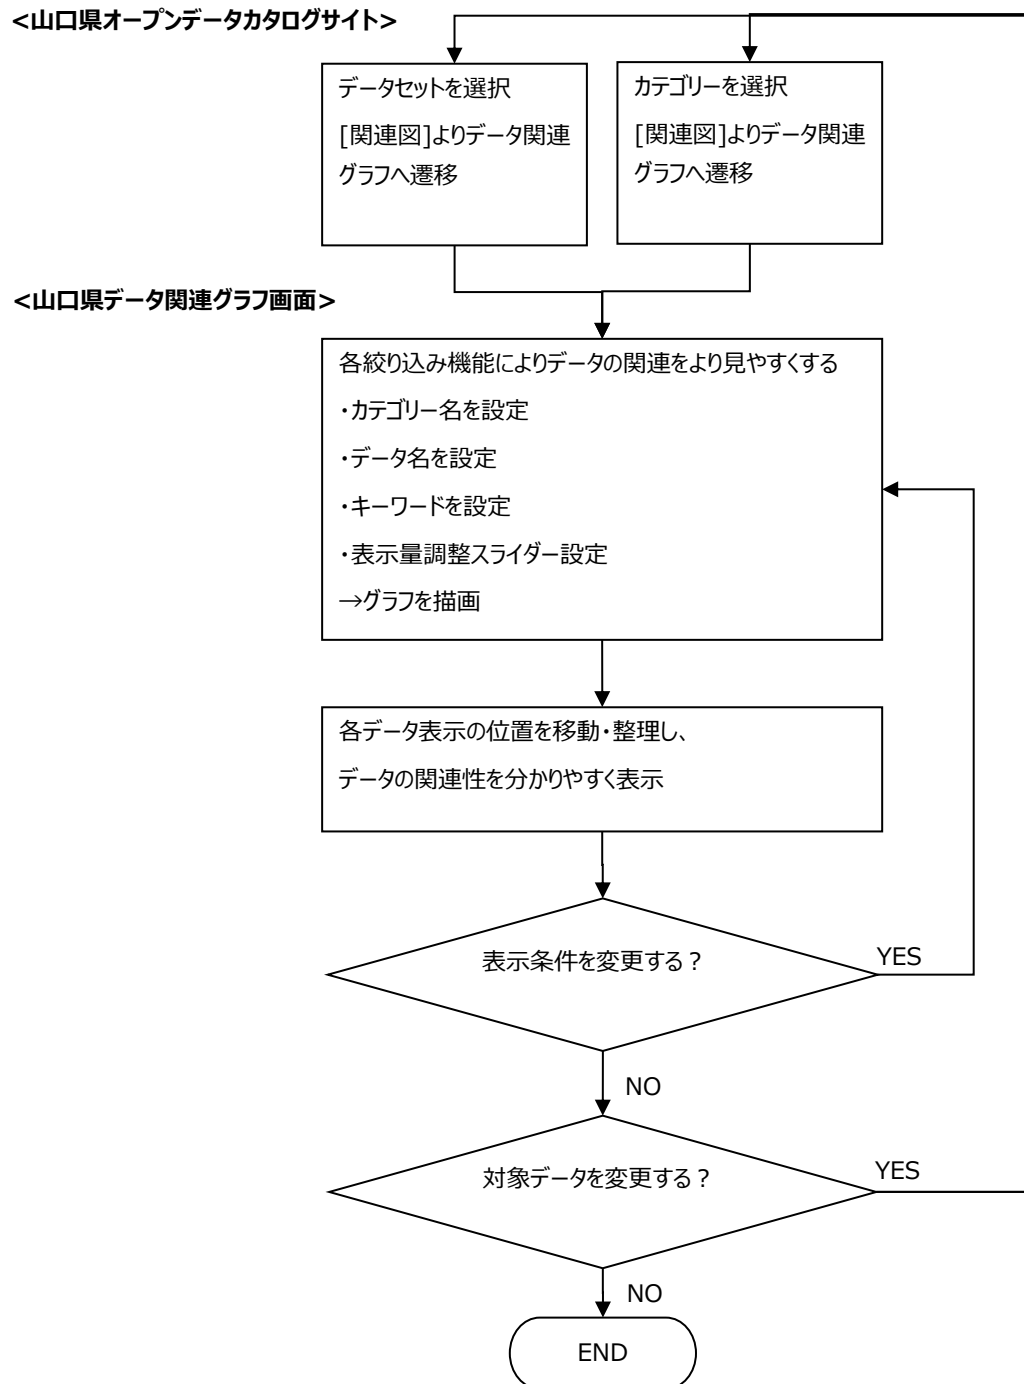 <山口県オープンデータカタログサイト>
データセットを選択
[関連図]よりデータ関連
グラフへ遷移
カテゴリーを選択
[関連図]よりデータ関連
グラフへ遷移
<山口県データ関連グラフ画面>
各絞り込み機能によりデータの関連をより見やすくする
・カテゴリー名を設定
・データ名を設定
・キーワードを設定
・表示量調整スライダー設定
→グラフを描画
各データ表示の位置を移動・整理し、
データの関連性を分かりやすく表示
表示条件を変更する？
YES
NO
対象データを変更する？
YES
NO
END